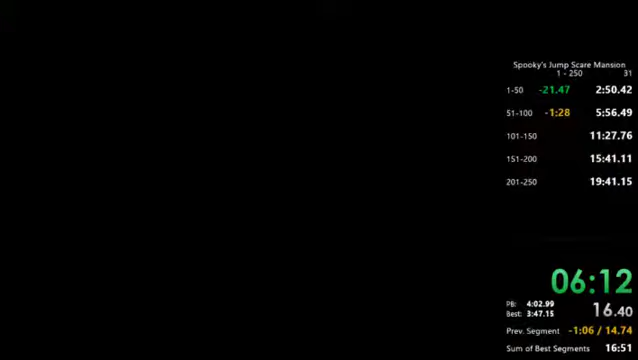 Spooky's Jump Scare Mansion
1 - 250 31
1-50 -21.47 2:50.42
51-100 -1:28 5:56.49
101-150 11:27.76
151-200 15:41.11
201-250 19:41.15
06:12
PB: 4:02.99 16.40
Best: 3:47.15
Prev. Segment -1:06 / 14.74
Sum of Best Segments 16:51